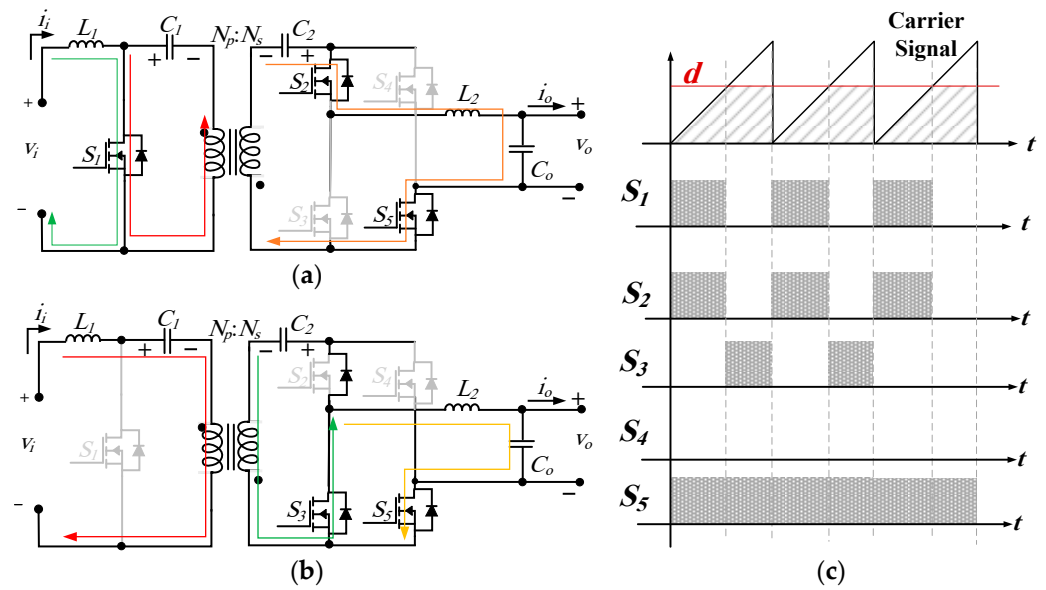 i_i L_1 C_1 N_p:N_s C_2
+ − − +
S_2 S_4
+ L_2 i_o +
v_i S_1 v_o
C_o
− S_3 S_5 −
(a)
i_i L_1 C_1 N_p:N_s C_2
+ − − +
S_2 S_4
+ L_2 i_o +
v_i S_1 v_o
C_o
− S_3 S_5 −
(b)
Carrier
Signal
d
t
S_1
t
S_2
t
S_3
t
S_4
t
S_5
t
(c)